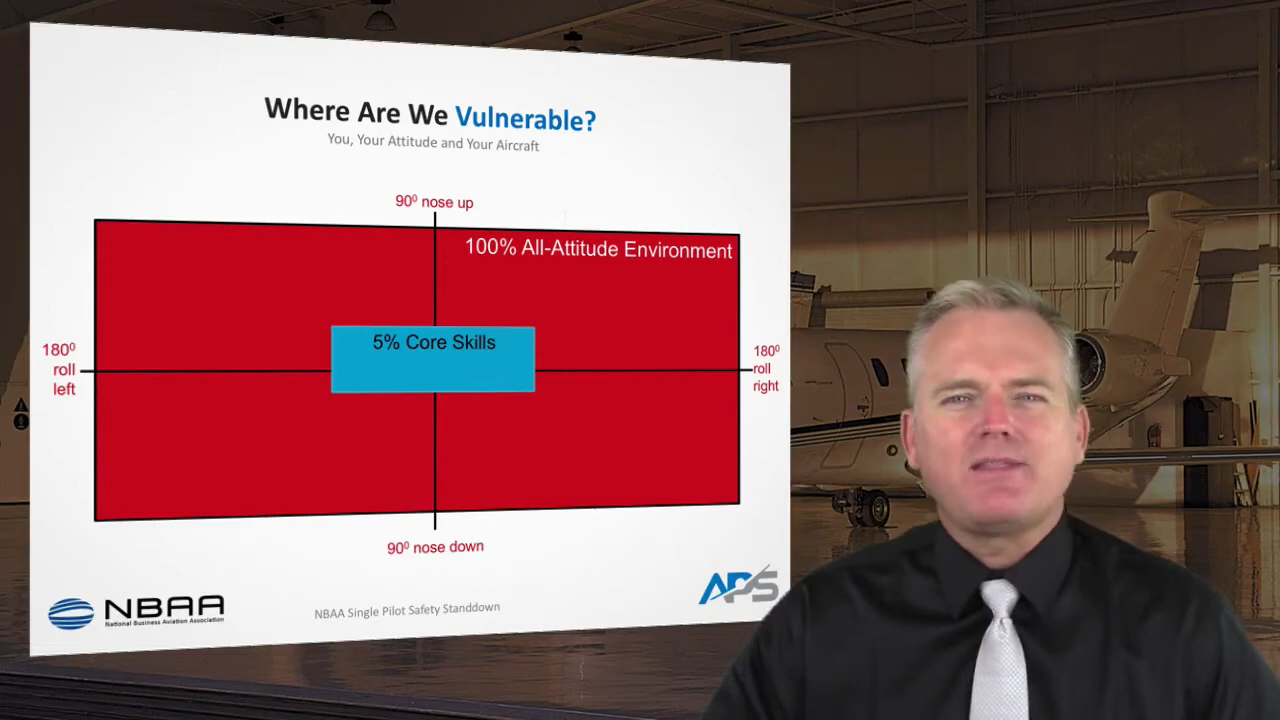 Where Are We Vulnerable?
You, Your Attitude and Your Aircraft
90⁰ nose up
100% All-Attitude Environment
5% Core Skills
180⁰
roll
left
180⁰
roll
right
90⁰ nose down
NBAA
National Business Aviation Association
NBAA Single Pilot Safety Standdown
APS